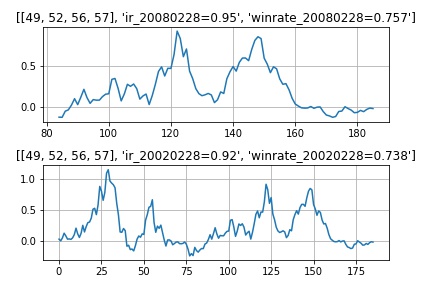 [[49, 52, 56, 57], 'ir_20080228=0.95', 'winrate_20080228=0.757']
0.5
0.0
80 100 120 140 160 180
[[49, 52, 56, 57], 'ir_20020228=0.92', 'winrate_20020228=0.738']
1.0
0.5
0.0
0 25 50 75 100 125 150 175